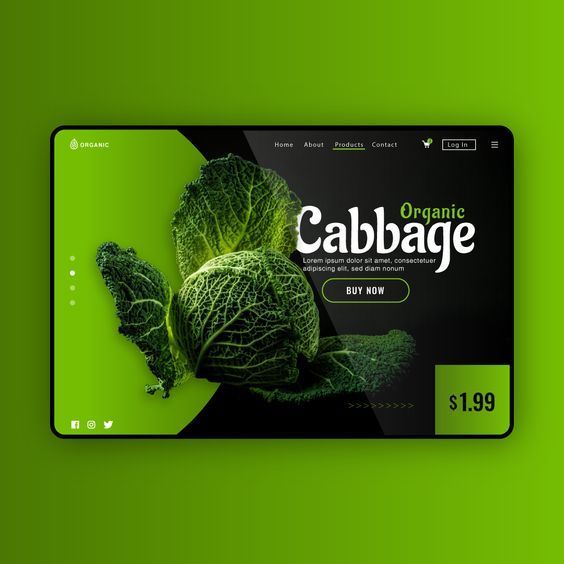 ORGANIC
Home About Products Contact
Log In
Organic
Cabbage
Lorem ipsum dolor sit amet, consectetuer
adipiscing elit, sed diam nonum
BUY NOW
>>>>>>>>>>
$1.99